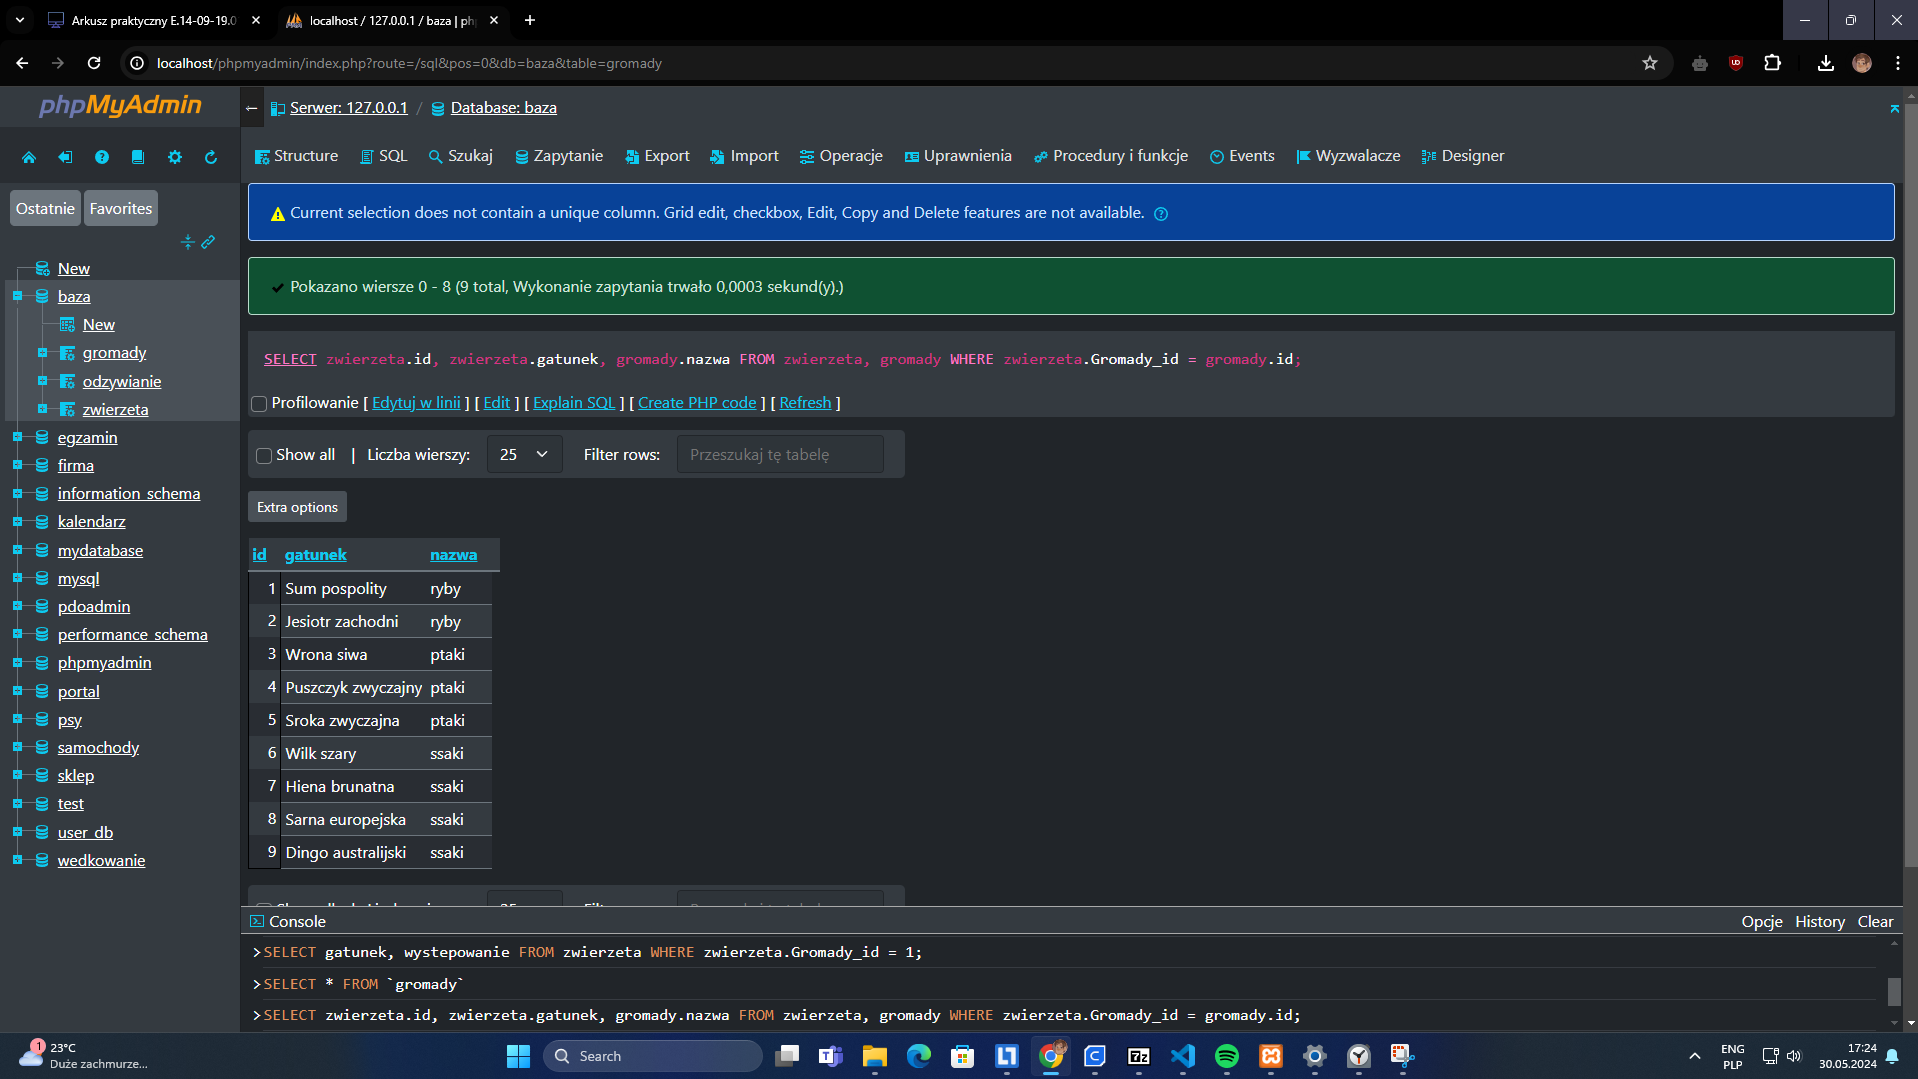 Arkusz praktyczny E.14-09-19.0
localhost / 127.0.0.1 / baza | ph
localhost/phpmyadmin/index.php?route=/sql&pos=0&db=baza&table=gromady
phpMyAdmin
Serwer: 127.0.0.1 / Database: baza
Structure SQL Szukaj Zapytanie Export Import Operacje Uprawnienia Procedury i funkcje Events Wyzwalacze Designer
Ostatnie Favorites
New
baza
New
gromady
odzywianie
zwierzeta
egzamin
firma
information_schema
kalendarz
mydatabase
mysql
pdoadmin
performance_schema
phpmyadmin
portal
psy
samochody
sklep
test
user_db
wedkowanie
Current selection does not contain a unique column. Grid edit, checkbox, Edit, Copy and Delete features are not available.
Pokazano wiersze 0 - 8 (9 total, Wykonanie zapytania trwało 0,0003 sekund(y).)
SELECT zwierzeta.id, zwierzeta.gatunek, gromady.nazwa FROM zwierzeta, gromady WHERE zwierzeta.Gromady_id = gromady.id;
Profilowanie [ Edytuj w linii ] [ Edit ] [ Explain SQL ] [ Create PHP code ] [ Refresh ]
Show all | Liczba wierszy: 25 Filter rows: Przeszukaj tę tabelę
Extra options
id gatunek nazwa
1 Sum pospolity ryby
2 Jesiotr zachodni ryby
3 Wrona siwa ptaki
4 Puszczyk zwyczajny ptaki
5 Sroka zwyczajna ptaki
6 Wilk szary ssaki
7 Hiena brunatna ssaki
8 Sarna europejska ssaki
9 Dingo australijski ssaki
Console Opcje History Clear
>SELECT gatunek, wystepowanie FROM zwierzeta WHERE zwierzeta.Gromady_id = 1;
>SELECT * FROM `gromady`
>SELECT zwierzeta.id, zwierzeta.gatunek, gromady.nazwa FROM zwierzeta, gromady WHERE zwierzeta.Gromady_id = gromady.id;
1
23°C
Duże zachmurze...
Search
ENG
PLP
17:24
30.05.2024